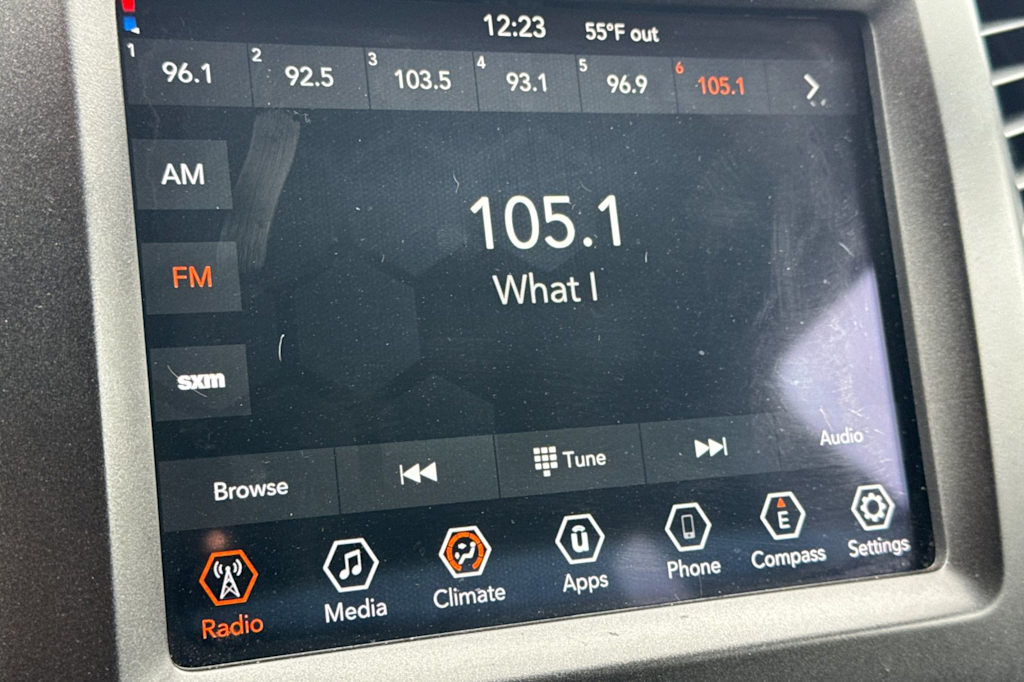 12:23 55°F out
1 96.1 2 92.5 3 103.5 4 93.1 5 96.9 6 105.1
AM
105.1
FM
What I
sxm
Browse Tune Audio
Radio Media Climate u Apps Phone E Compass Settings